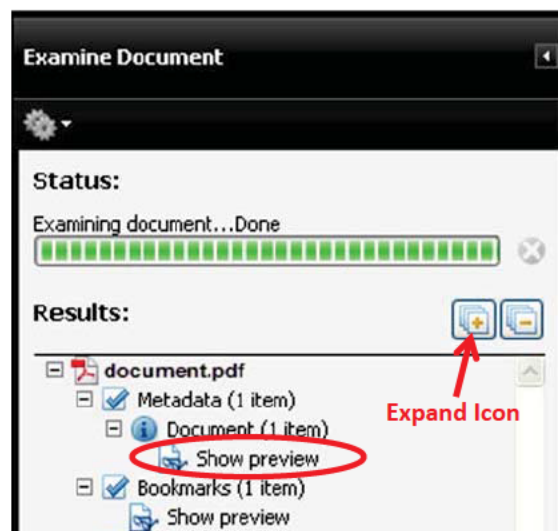 Examine Document
Status:
Examining document...Done
Results:
document.pdf
Metadata (1 item)
Expand Icon
Document (1 item)
Show preview
Bookmarks (1 item)
Show preview